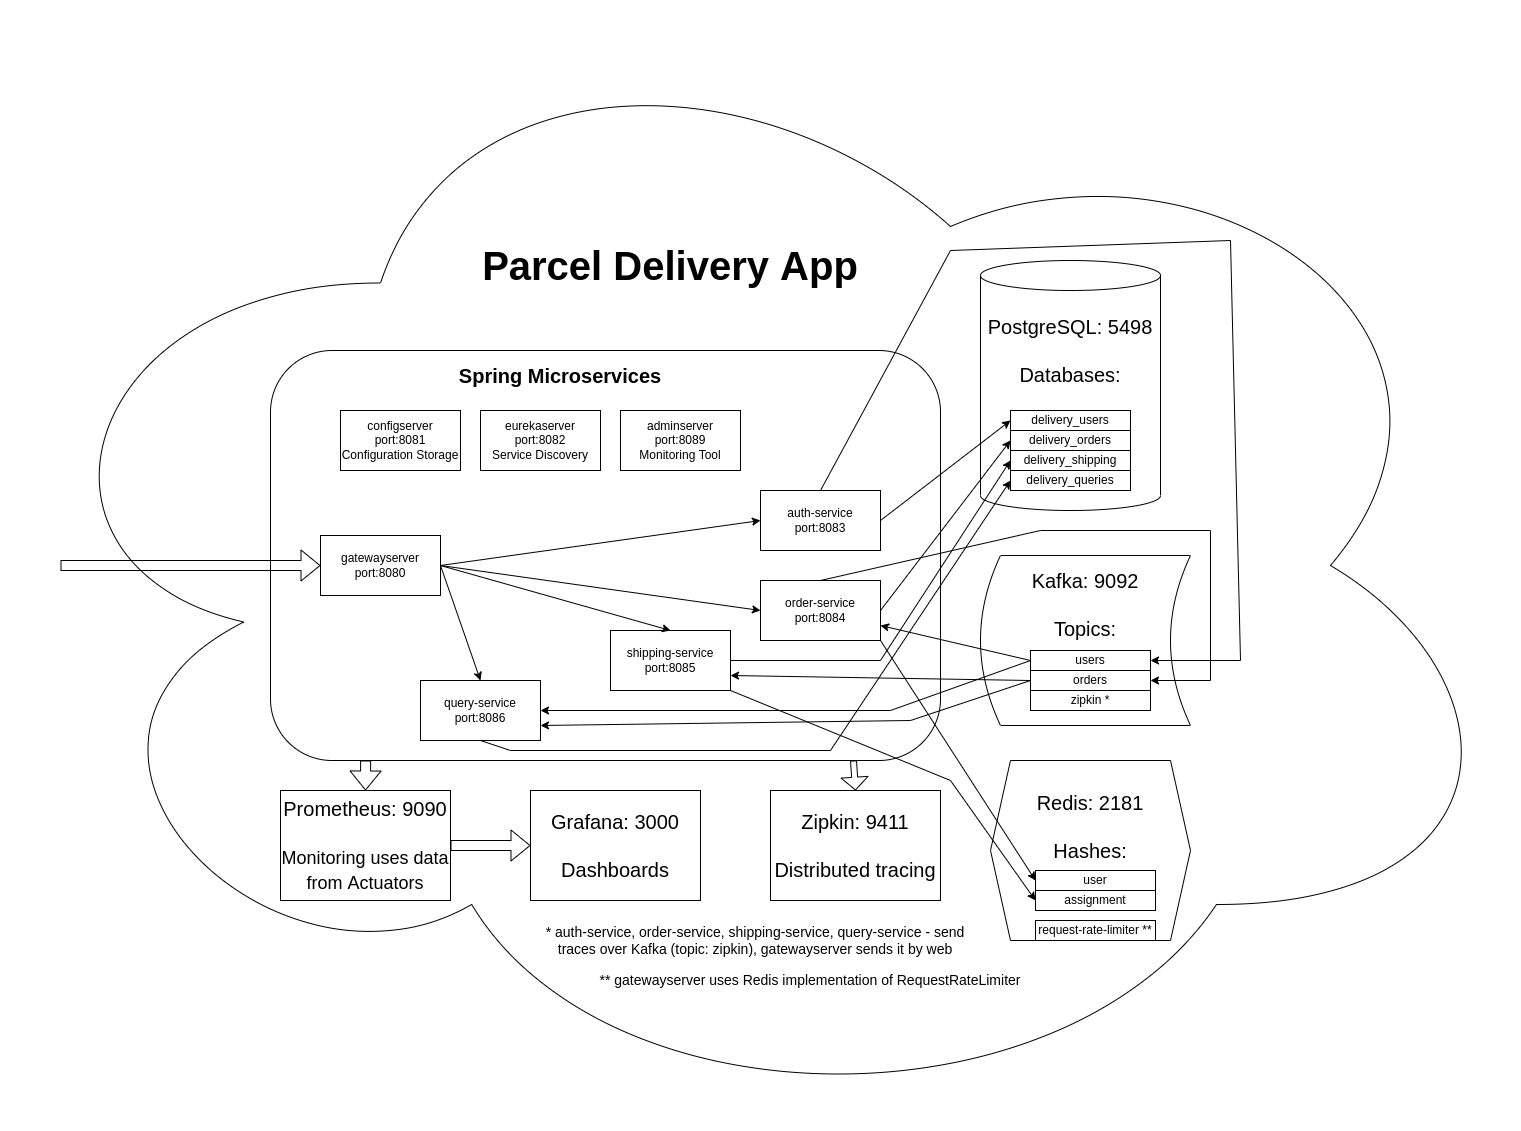 Parcel Delivery App
Spring Microservices
configserver
port:8081
Configuration Storage
eurekaserver
port:8082
Service Discovery
adminserver
port:8089
Monitoring Tool
gatewayserver
port:8080
auth-service
port:8083
order-service
port:8084
shipping-service
port:8085
query-service
port:8086
PostgreSQL: 5498
Databases:
delivery_users
delivery_orders
delivery_shipping
delivery_queries
Kafka: 9092
Topics:
users
orders
zipkin *
Redis: 2181
Hashes:
user
assignment
request-rate-limiter **
Prometheus: 9090
Monitoring uses data
from Actuators
Grafana: 3000
Dashboards
Zipkin: 9411
Distributed tracing
* auth-service, order-service, shipping-service, query-service - send
traces over Kafka (topic: zipkin), gatewayserver sends it by web
** gatewayserver uses Redis implementation of RequestRateLimiter